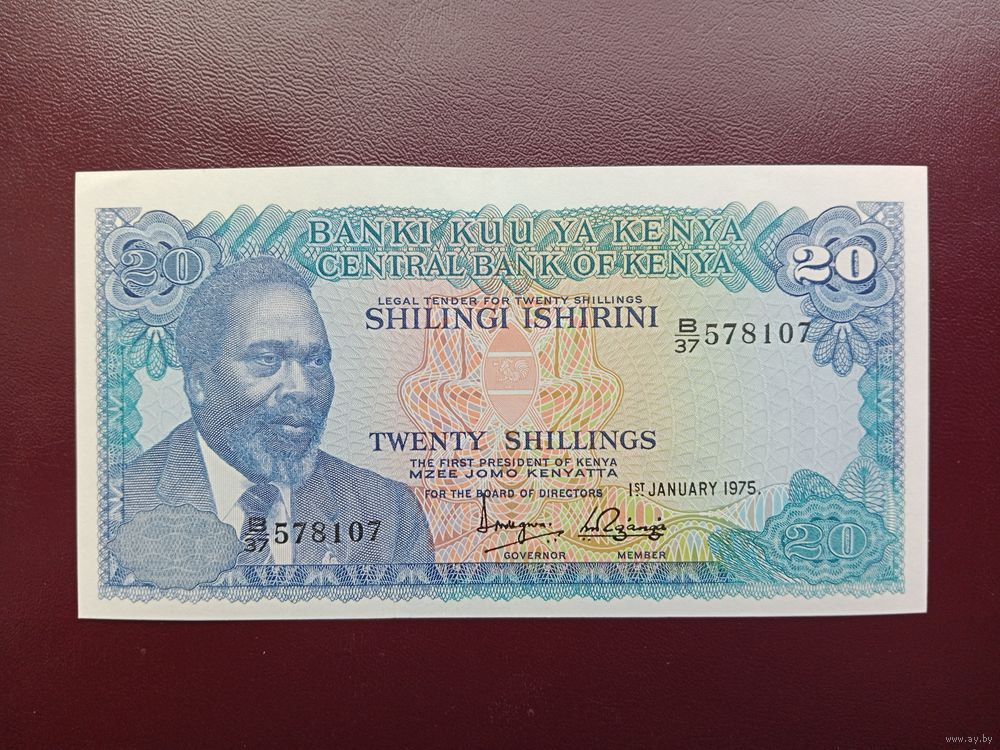 20
BANKI KUU YA KENYA
CENTRAL BANK OF KENYA
20
LEGAL TENDER FOR TWENTY SHILLINGS
SHILINGI ISHIRINI
B/37 578107
TWENTY SHILLINGS
THE FIRST PRESIDENT OF KENYA
MZEE JOMO KENYATTA
FOR THE BOARD OF DIRECTORS
1ST JANUARY 1975.
B/37 578107
GOVERNOR
MEMBER
20
www.ay.by